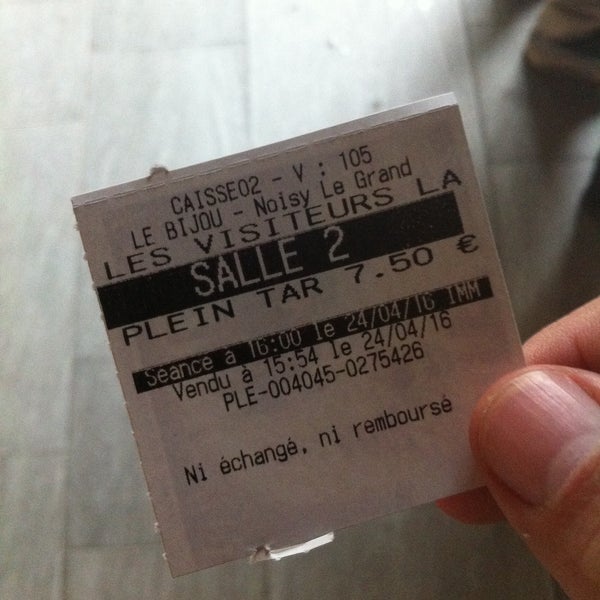 CAISSE02 - V : 105
LE BIJOU - Noisy Le Grand
LES VISITEURS LA
SALLE 2
PLEIN TAR 7.50 €
Séance à 16:00 le 24/04/16 IMM
Vendu à 15:54 le 24/04/16
PLE-004045-0275426
Ni échangé, ni remboursé